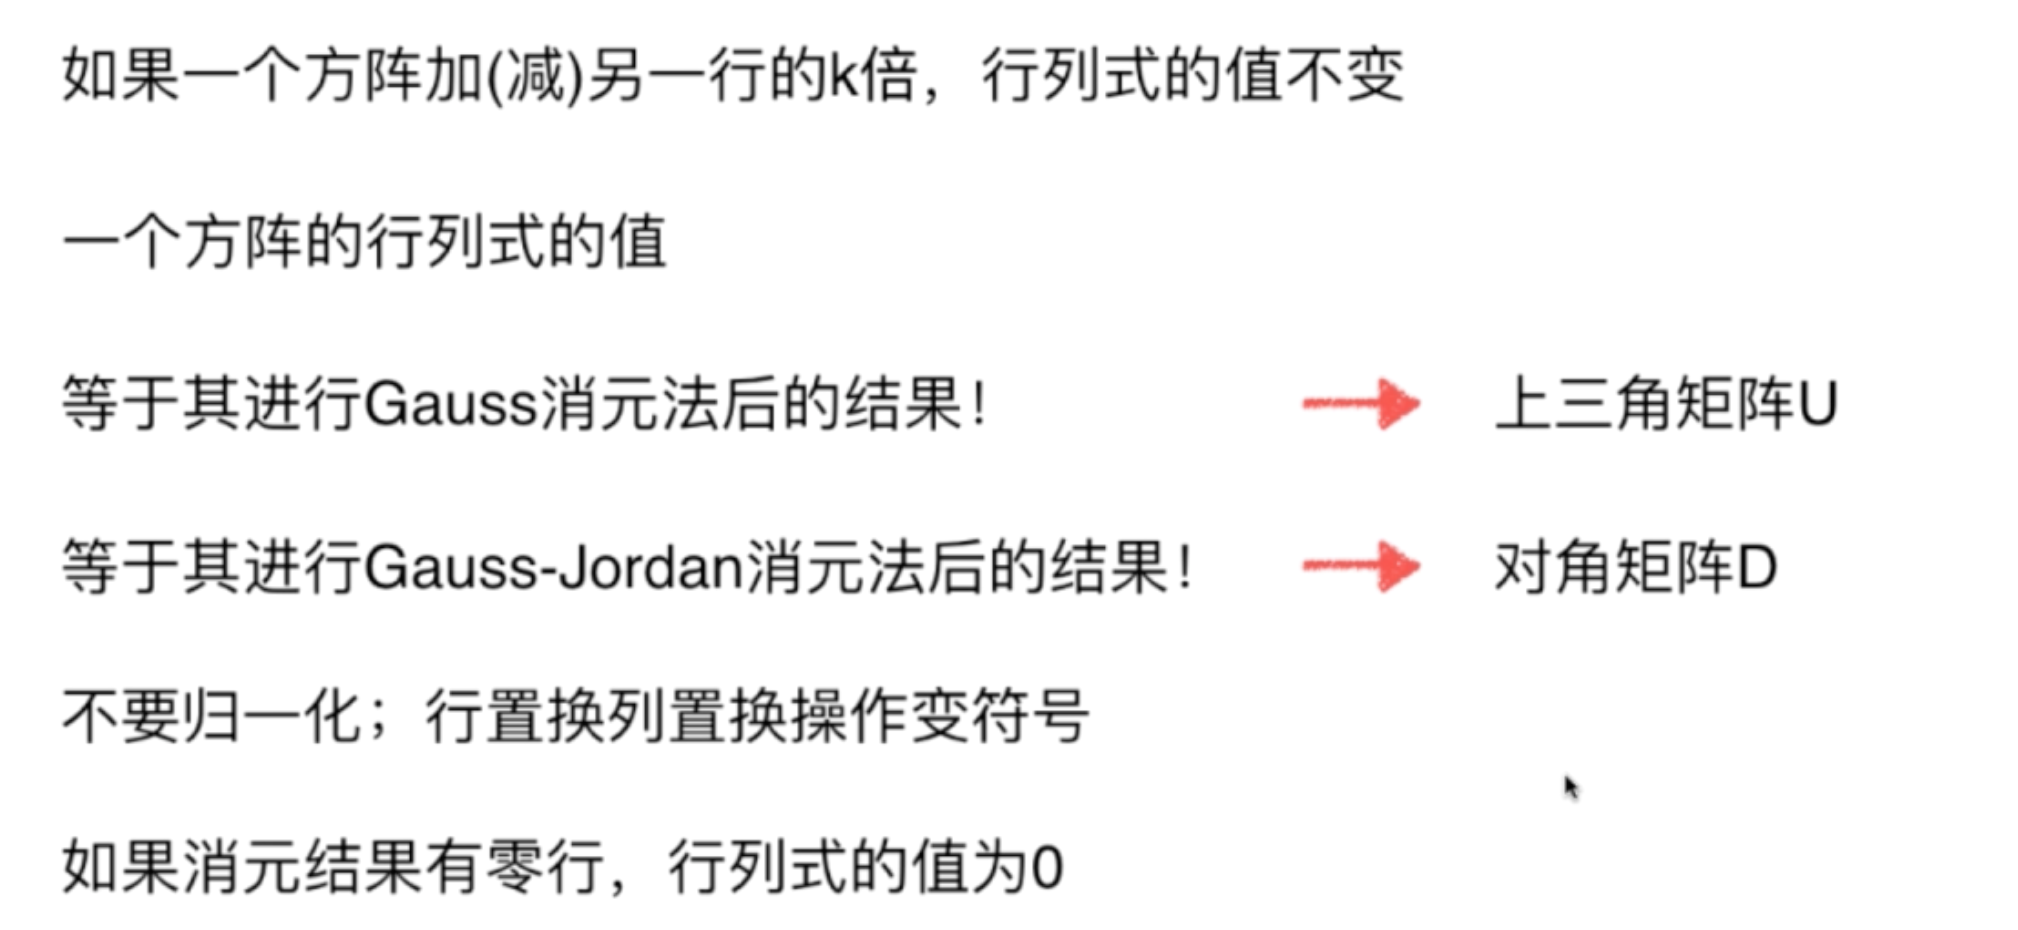 如果一个方阵加(减)另一行的k倍，行列式的值不变
一个方阵的行列式的值
等于其进行Gauss消元法后的结果！ 上三角矩阵U
等于其进行Gauss-Jordan消元法后的结果！ 对角矩阵D
不要归一化；行置换列置换操作变符号
如果消元结果有零行，行列式的值为0